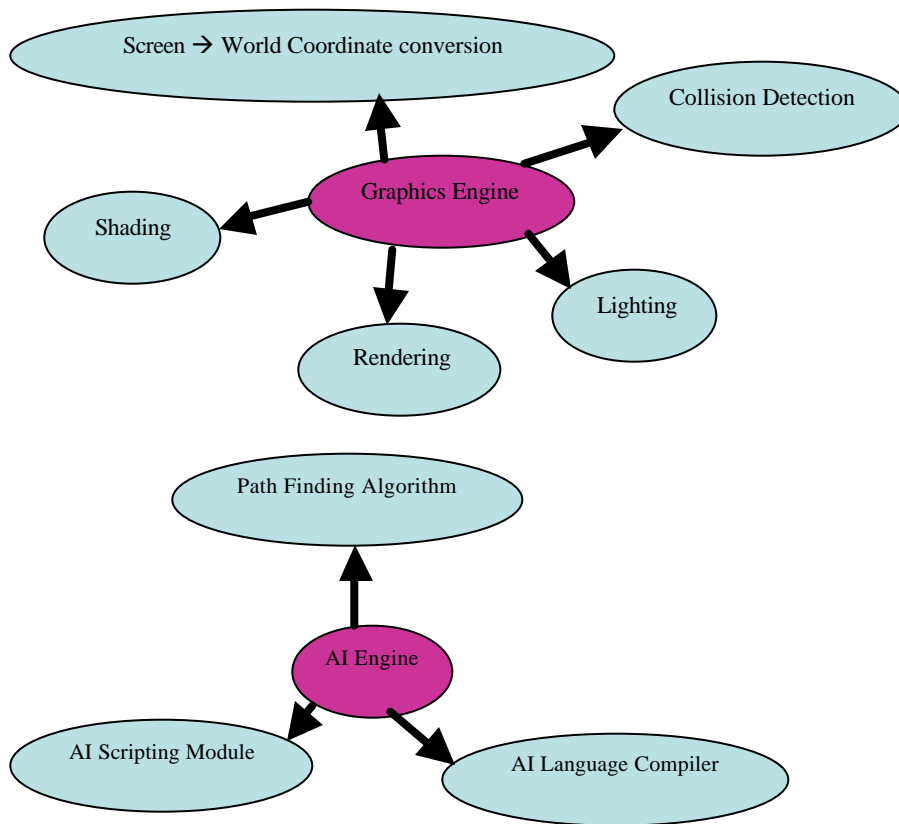 Screen → World Coordinate conversion
Collision Detection
Graphics Engine
Shading
Lighting
Rendering
Path Finding Algorithm
AI Engine
AI Scripting Module
AI Language Compiler